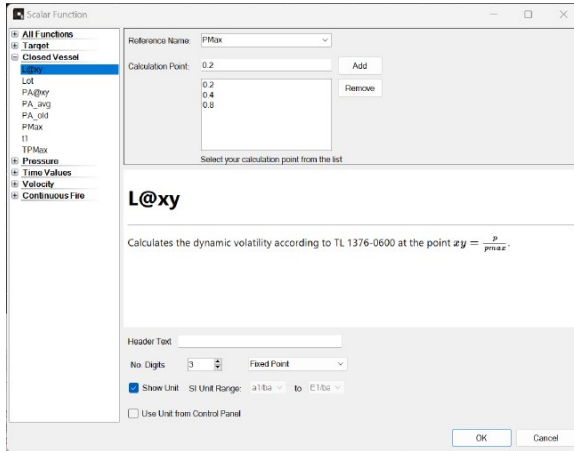 Scalar Function
All Functions
Target
Closed Vessel
L@xy
Lot
PA@xy
PA_avg
PA_old
PMax
t1
TPMax
Pressure
Time Values
Velocity
Continuous Fire
Reference Name: PMax
Calculation Point: 0.2 Add
0.2
0.4
0.8
Remove
Select your calculation point from the list
L@xy
Calculates the dynamic volatility according to TL 1376-0600 at the point xy = p/pmax.
Header Text
No. Digits 3 Fixed Point
Show Unit SI Unit Range: a1/ba to E1/ba
Use Unit from Control Panel
OK Cancel